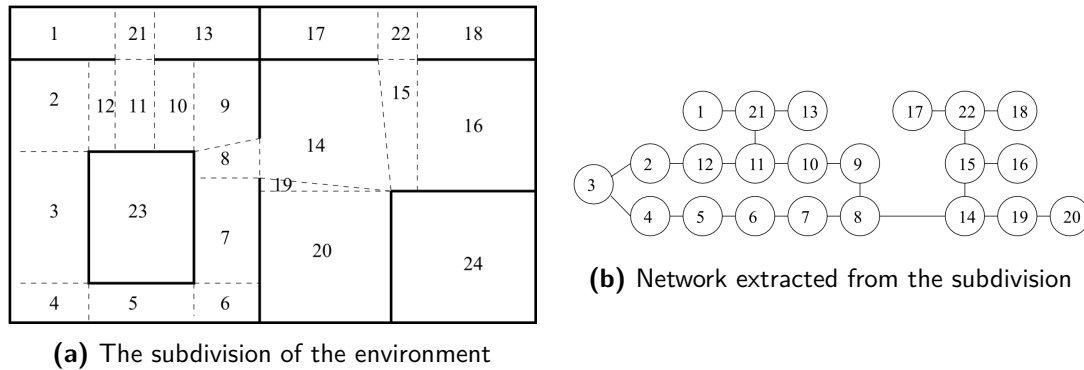 1 21 13 17 22 18
2 12 11 10 9 15 16
14
8
19
3 23 7
20 24
4 5 6
(a) The subdivision of the environment
1 21 13 17 22 18
2 12 11 10 9 15 16
3
4 5 6 7 8 14 19 20
(b) Network extracted from the subdivision